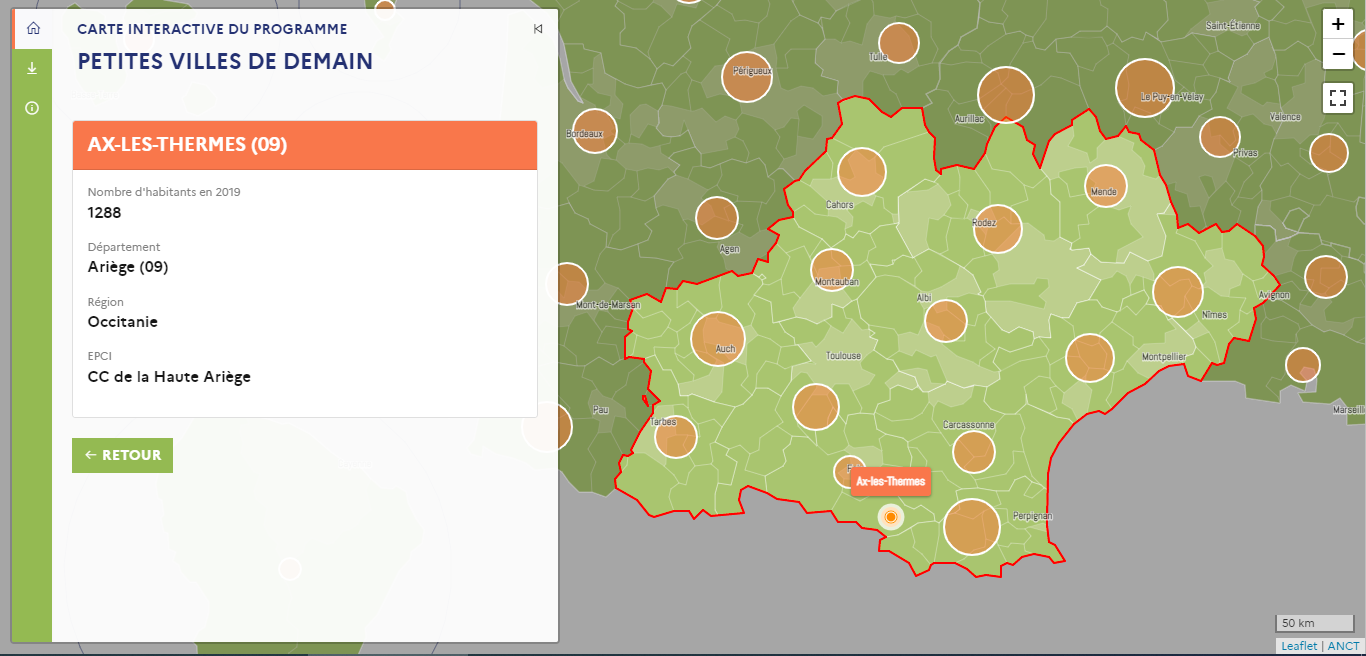 CARTE INTERACTIVE DU PROGRAMME
PETITES VILLES DE DEMAIN
AX-LES-THERMES (09)
Nombre d'habitants en 2019
1288
Département
Ariège (09)
Région
Occitanie
EPCI
CC de la Haute Ariège
← RETOUR
Saint-Étienne
Tulle
Périgueux
Le Puy-en-Velay
Aurillac
Valence
Bordeaux
Privas
Mende
Cahors
Rodez
Agen
Montauban
Mont-de-Marsan
Albi
Avignon
Nîmes
Auch
Toulouse
Montpellier
Pau
Marseill
Tarbes
Carcassonne
Ax-les-Thermes
Perpignan
+
−
50 km
Leaflet | ANCT